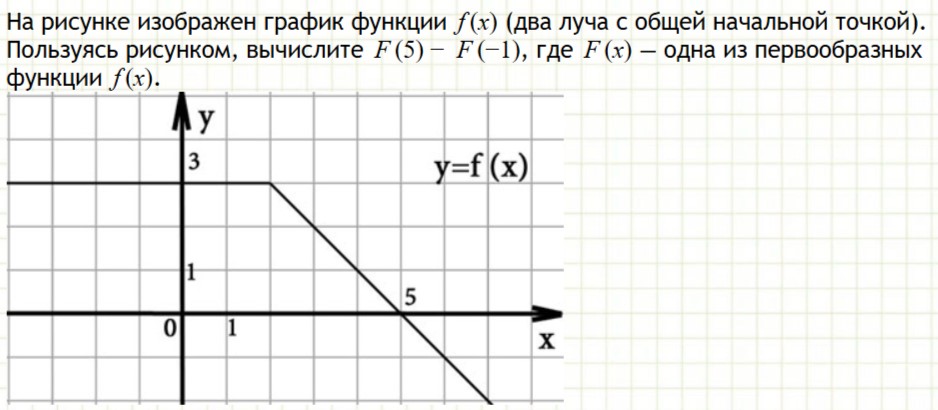 На рисунке изображен график функции f(x) (два луча с общей начальной точкой).
Пользуясь рисунком, вычислите F(5) − F(−1), где F(x) — одна из первообразных
функции f(x).
y
3
y=f (x)
1
5
0 1
x